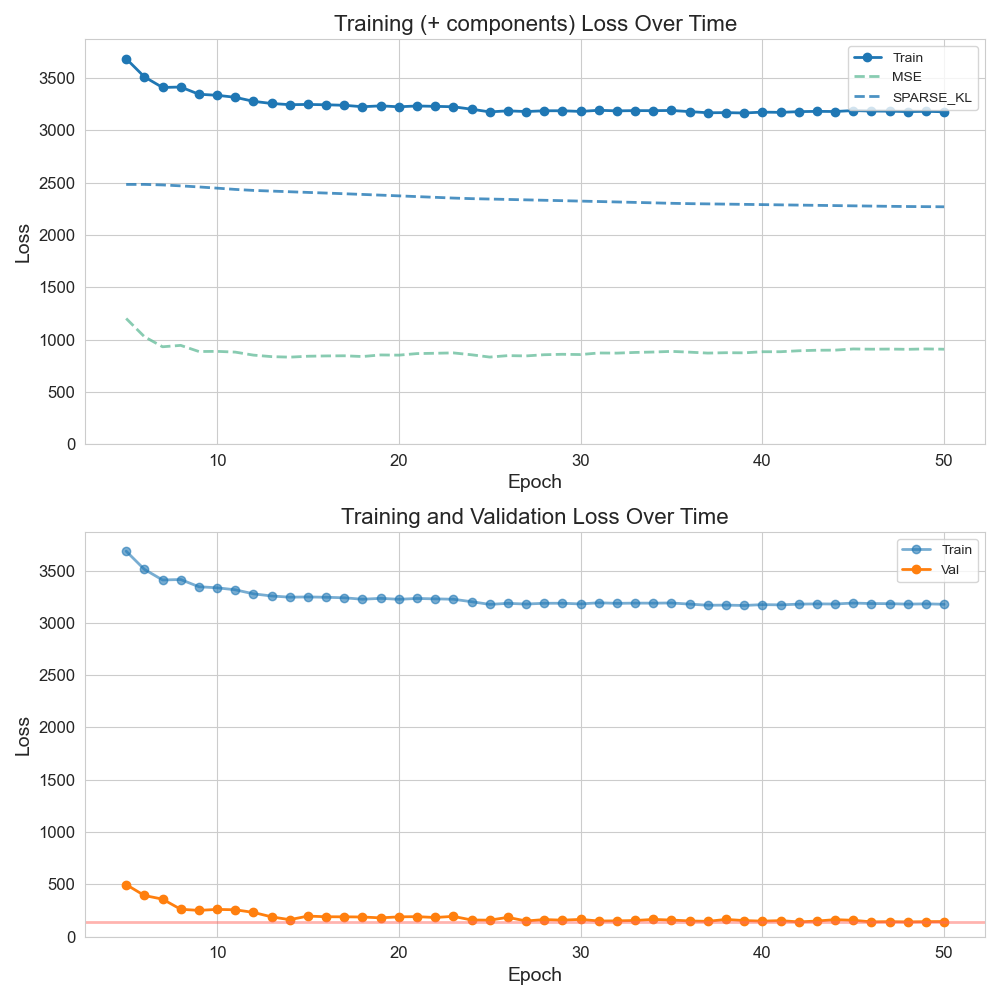 Training (+ components) Loss Over Time
Train
MSE
SPARSE_KL
3500
3000
2500
2000
1500
1000
500
0
Loss
10 20 30 40 50
Epoch
Training and Validation Loss Over Time
Train
Val
3500
3000
2500
2000
1500
1000
500
0
Loss
10 20 30 40 50
Epoch